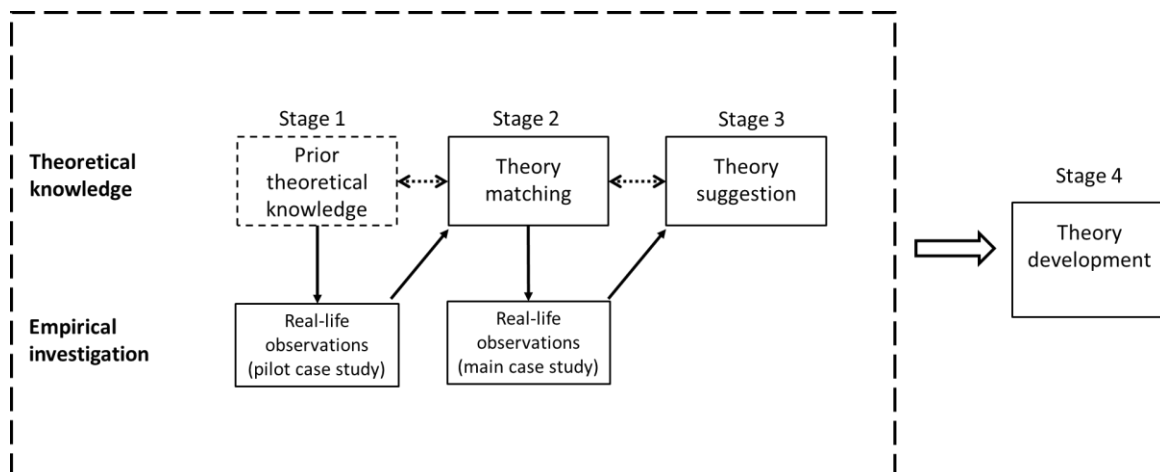 Stage 1
Stage 2
Stage 3
Theoretical
knowledge
Prior
theoretical
knowledge
Theory
matching
Theory
suggestion
Stage 4
Theory
development
Empirical
investigation
Real-life
observations
(pilot case study)
Real-life
observations
(main case study)